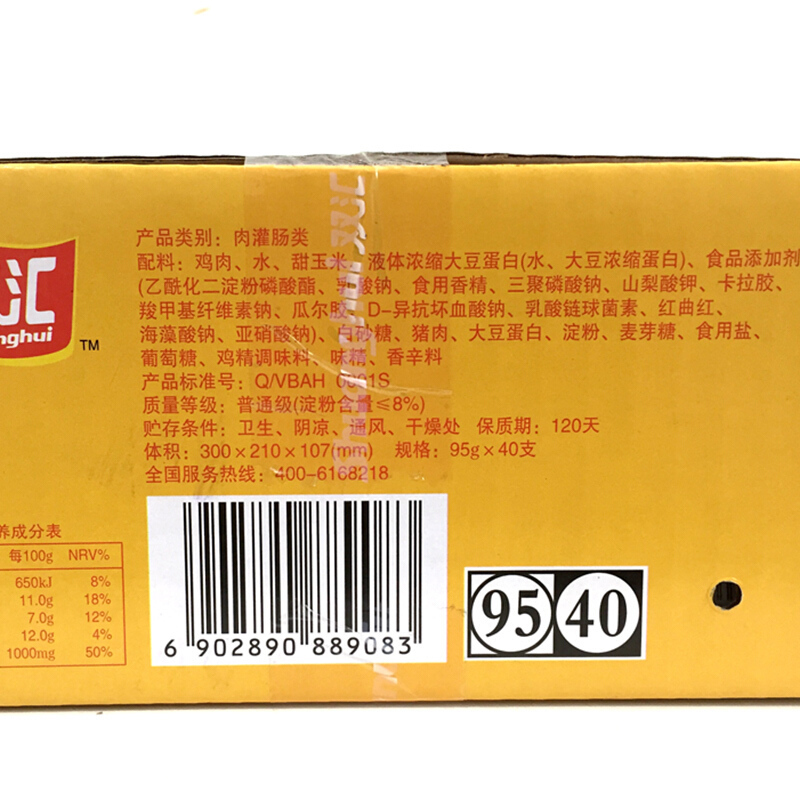 汇
nghui
TM
产品类别：肉灌肠类
配料：鸡肉、水、甜玉米、液体浓缩大豆蛋白(水、大豆浓缩蛋白)、食品添加剂
(乙酰化二淀粉磷酸酯、乳酸钠、食用香精、三聚磷酸钠、山梨酸钾、卡拉胶、
羧甲基纤维素钠、瓜尔胶、D-异抗坏血酸钠、乳酸链球菌素、红曲红、
海藻酸钠、亚硝酸钠)、白砂糖、猪肉、大豆蛋白、淀粉、麦芽糖、食用盐、
葡萄糖、鸡精调味料、味精、香辛料
产品标准号：Q/VBAH 0001S
质量等级：普通级(淀粉含量≤8%)
贮存条件：卫生、阴凉、通风、干燥处 保质期：120天
体积：300×210×107(mm) 规格：95g×40支
全国服务热线：400-6168218
养成分表
每100g NRV%
650kJ 8%
11.0g 18%
7.0g 12%
12.0g 4%
1000mg 50%
6 902890 889083
95 40